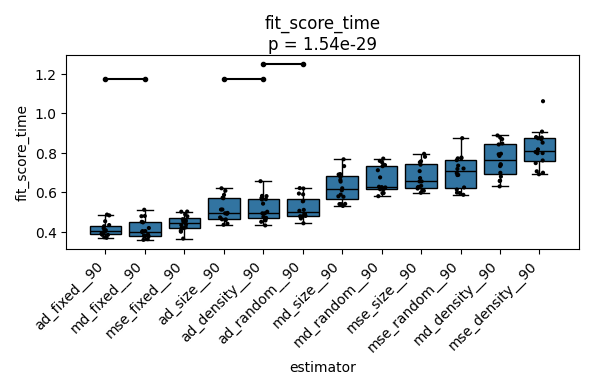 fit_score_time
p = 1.54e-29
fit_score_time
1.2
1.0
0.8
0.6
0.4
ad_fixed__90
md_fixed__90
mse_fixed__90
ad_size__90
ad_density__90
ad_random__90
md_size__90
md_random__90
mse_size__90
mse_random__90
md_density__90
mse_density__90
estimator